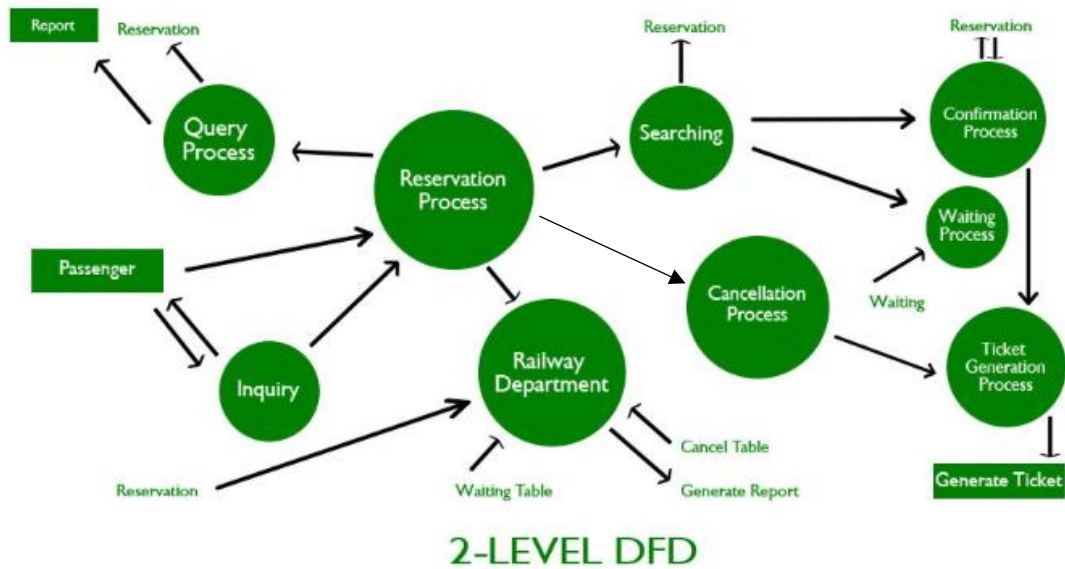 Report
Reservation
Reservation
Reservation
Query
Process
Reservation
Process
Searching
Confirmation
Process
Waiting
Process
Passenger
Cancellation
Process
Waiting
Inquiry
Railway
Department
Ticket
Generation
Process
Cancel Table
Reservation
Waiting Table
Generate Report
Generate Ticket
2-LEVEL DFD